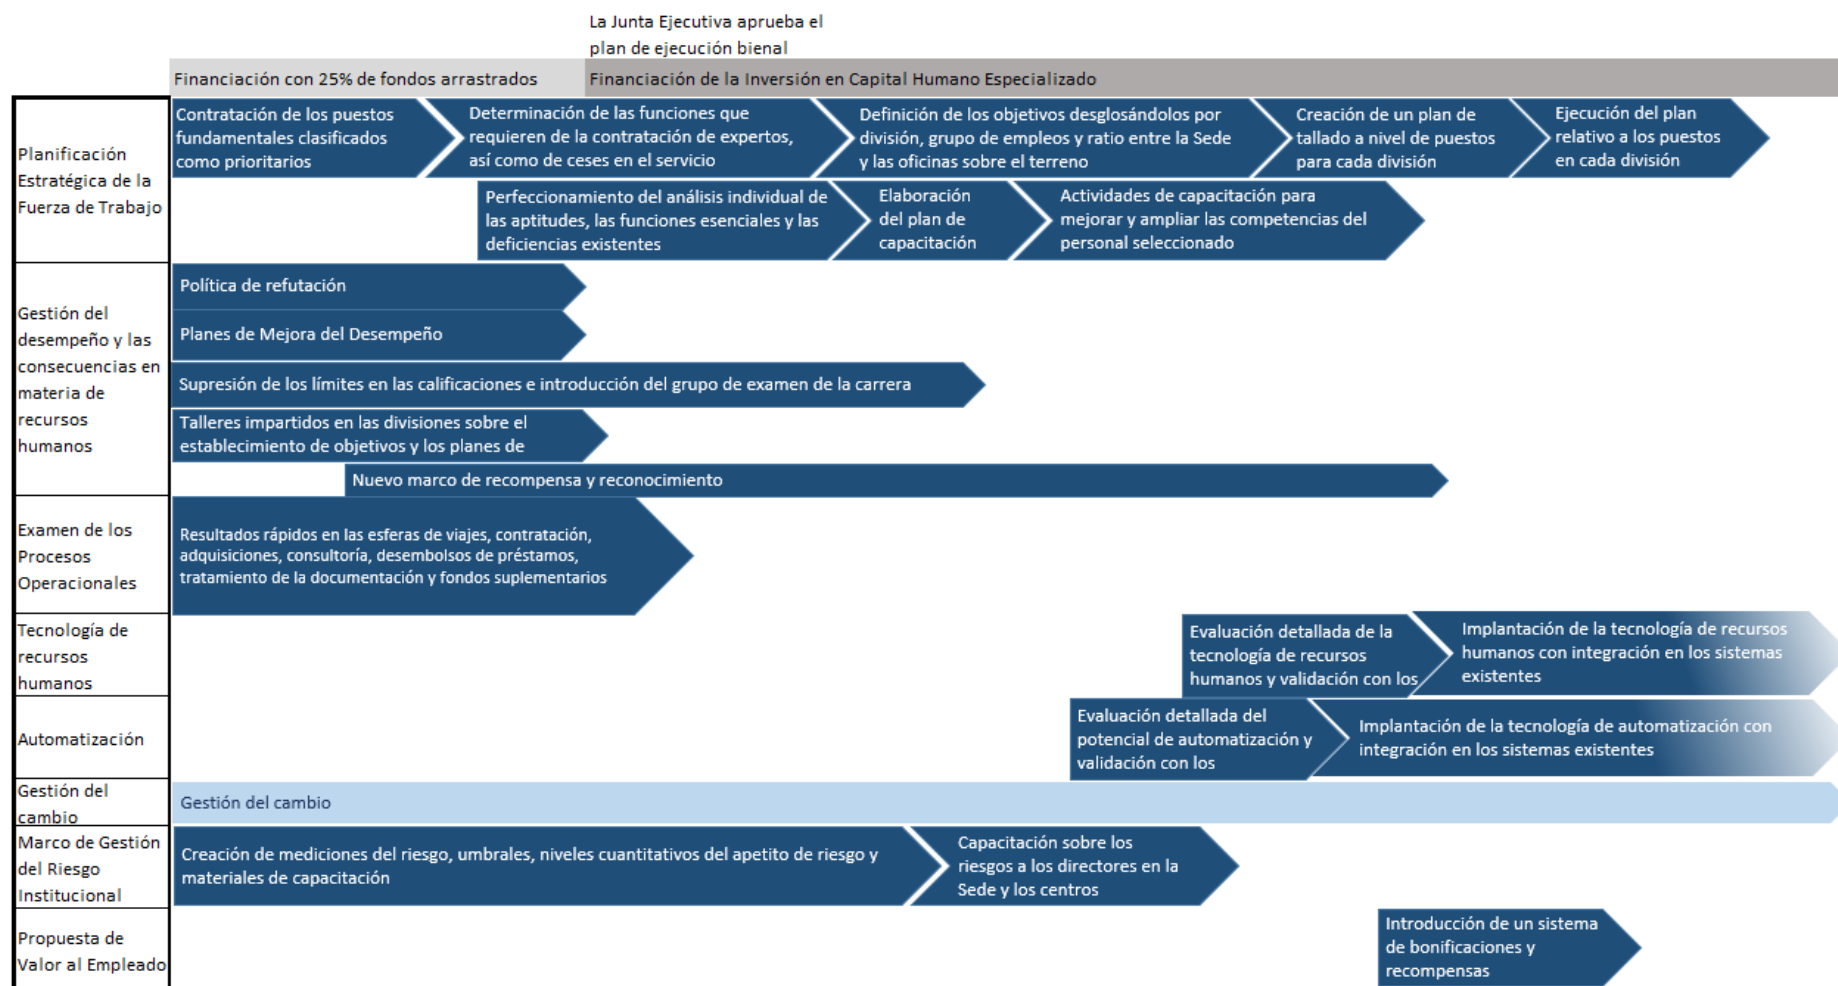 La Junta Ejecutiva aprueba el
plan de ejecución bienal
Financiación con 25% de fondos arrastrados
Financiación de la Inversión en Capital Humano Especializado
Planificación
Estratégica de la
Fuerza de Trabajo
Contratación de los puestos
fundamentales clasificados
como prioritarios
Determinación de las funciones que
requieren de la contratación de expertos,
así como de ceses en el servicio
Definición de los objetivos desglosándolos por
división, grupo de empleos y ratio entre la Sede
y las oficinas sobre el terreno
Creación de un plan de
tallado a nivel de puestos
para cada división
Ejecución del plan
relativo a los puestos
en cada división
Perfeccionamiento del análisis individual de
las aptitudes, las funciones esenciales y las
deficiencias existentes
Elaboración
del plan de
capacitación
Actividades de capacitación para
mejorar y ampliar las competencias del
personal seleccionado
Gestión del
desempeño y las
consecuencias en
materia de
recursos
humanos
Política de refutación
Planes de Mejora del Desempeño
Supresión de los límites en las calificaciones e introducción del grupo de examen de la carrera
Talleres impartidos en las divisiones sobre el
establecimiento de objetivos y los planes de
Nuevo marco de recompensa y reconocimiento
Examen de los
Procesos
Operacionales
Resultados rápidos en las esferas de viajes, contratación,
adquisiciones, consultoría, desembolsos de préstamos,
tratamiento de la documentación y fondos suplementarios
Tecnología de
recursos
humanos
Evaluación detallada de la
tecnología de recursos
humanos y validación con los
Implantación de la tecnología de recursos
humanos con integración en los sistemas
existentes
Automatización
Evaluación detallada del
potencial de automatización y
validación con los
Implantación de la tecnología de automatización con
integración en los sistemas existentes
Gestión del
cambio
Gestión del cambio
Marco de Gestión
del Riesgo
Institucional
Creación de mediciones del riesgo, umbrales, niveles cuantitativos del apetito de riesgo y
materiales de capacitación
Capacitación sobre los
riesgos a los directores en la
Sede y los centros
Propuesta de
Valor al Empleado
Introducción de un sistema
de bonificaciones y
recompensas